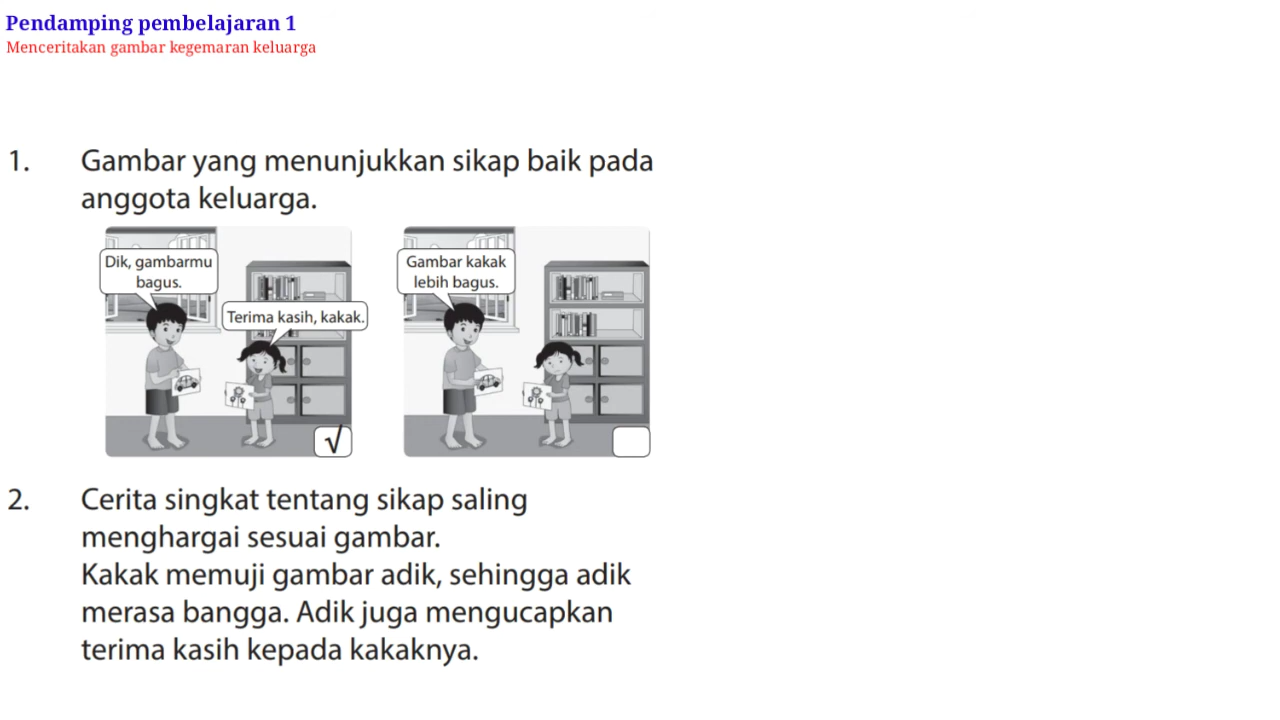 Pendamping pembelajaran 1
Menceritakan gambar kegemaran keluarga
1. Gambar yang menunjukkan sikap baik pada
anggota keluarga.
Dik, gambarmu
bagus.
Terima kasih, kakak.
√
Gambar kakak
lebih bagus.
2. Cerita singkat tentang sikap saling
menghargai sesuai gambar.
Kakak memuji gambar adik, sehingga adik
merasa bangga. Adik juga mengucapkan
terima kasih kepada kakaknya.